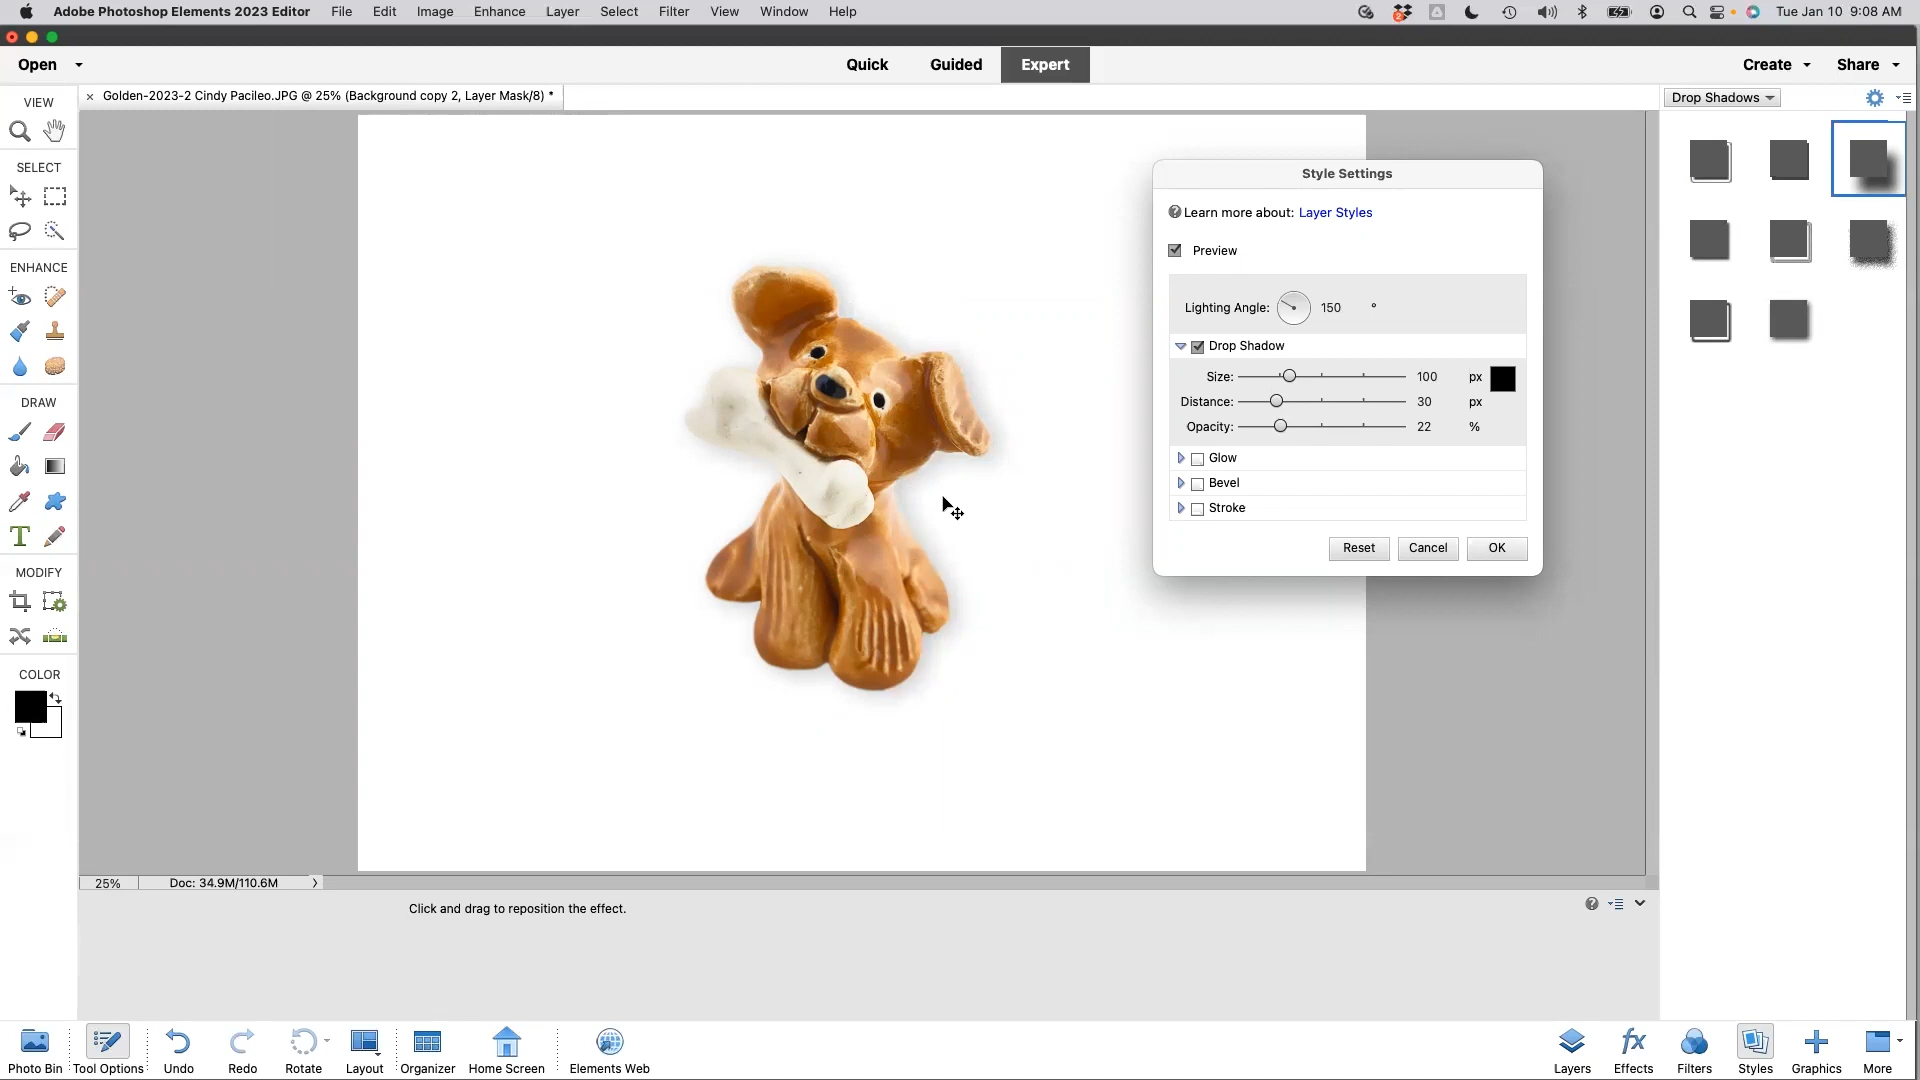 Adobe Photoshop Elements 2023 Editor File Edit Image Enhance Layer Select Filter View Window Help
Tue Jan 10 9:08 AM
Open Quick Guided Expert Create Share
VIEW
× Golden-2023-2 Cindy Pacileo.JPG @ 25% (Background copy 2, Layer Mask/8) *
Drop Shadows
SELECT
ENHANCE
DRAW
T
MODIFY
COLOR
Style Settings
Learn more about: Layer Styles
Preview
Lighting Angle: 150 °
Drop Shadow
Size: 100 px
Distance: 30 px
Opacity: 22 %
Glow
Bevel
Stroke
Reset Cancel OK
25% Doc: 34.9M/110.6M >
Click and drag to reposition the effect.
Photo Bin Tool Options Undo Redo Rotate Layout Organizer Home Screen Elements Web
fx
Layers Effects Filters Styles Graphics More